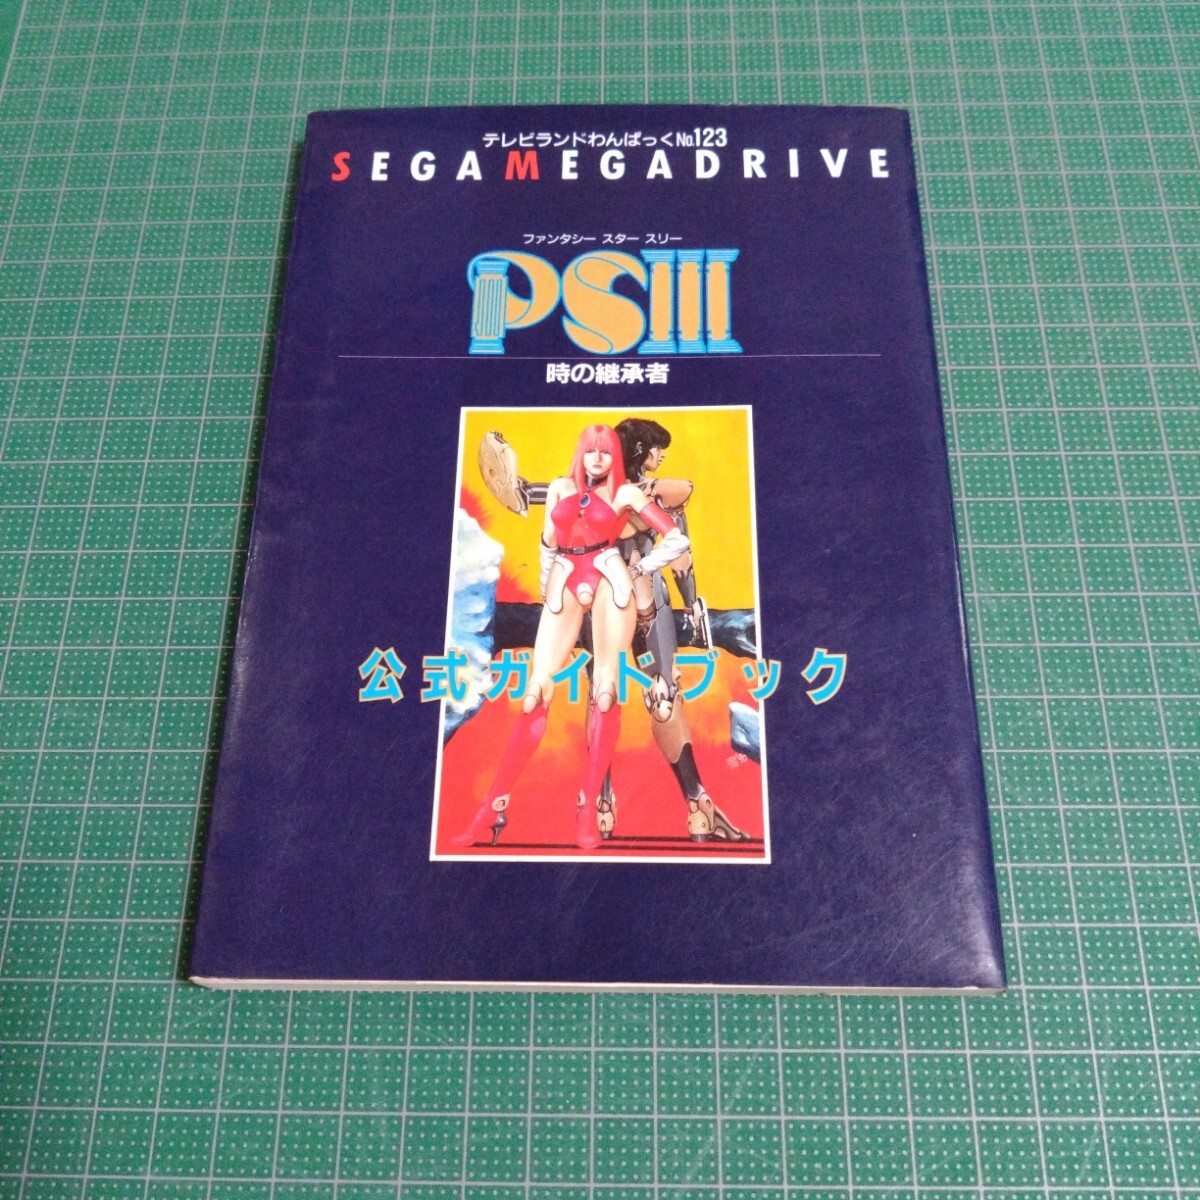 テレビランドわんぱっくNo.123
SEGAMEGADRIVE
ファンタシー スター スリー
PSIII
時の継承者
公式ガイドブック